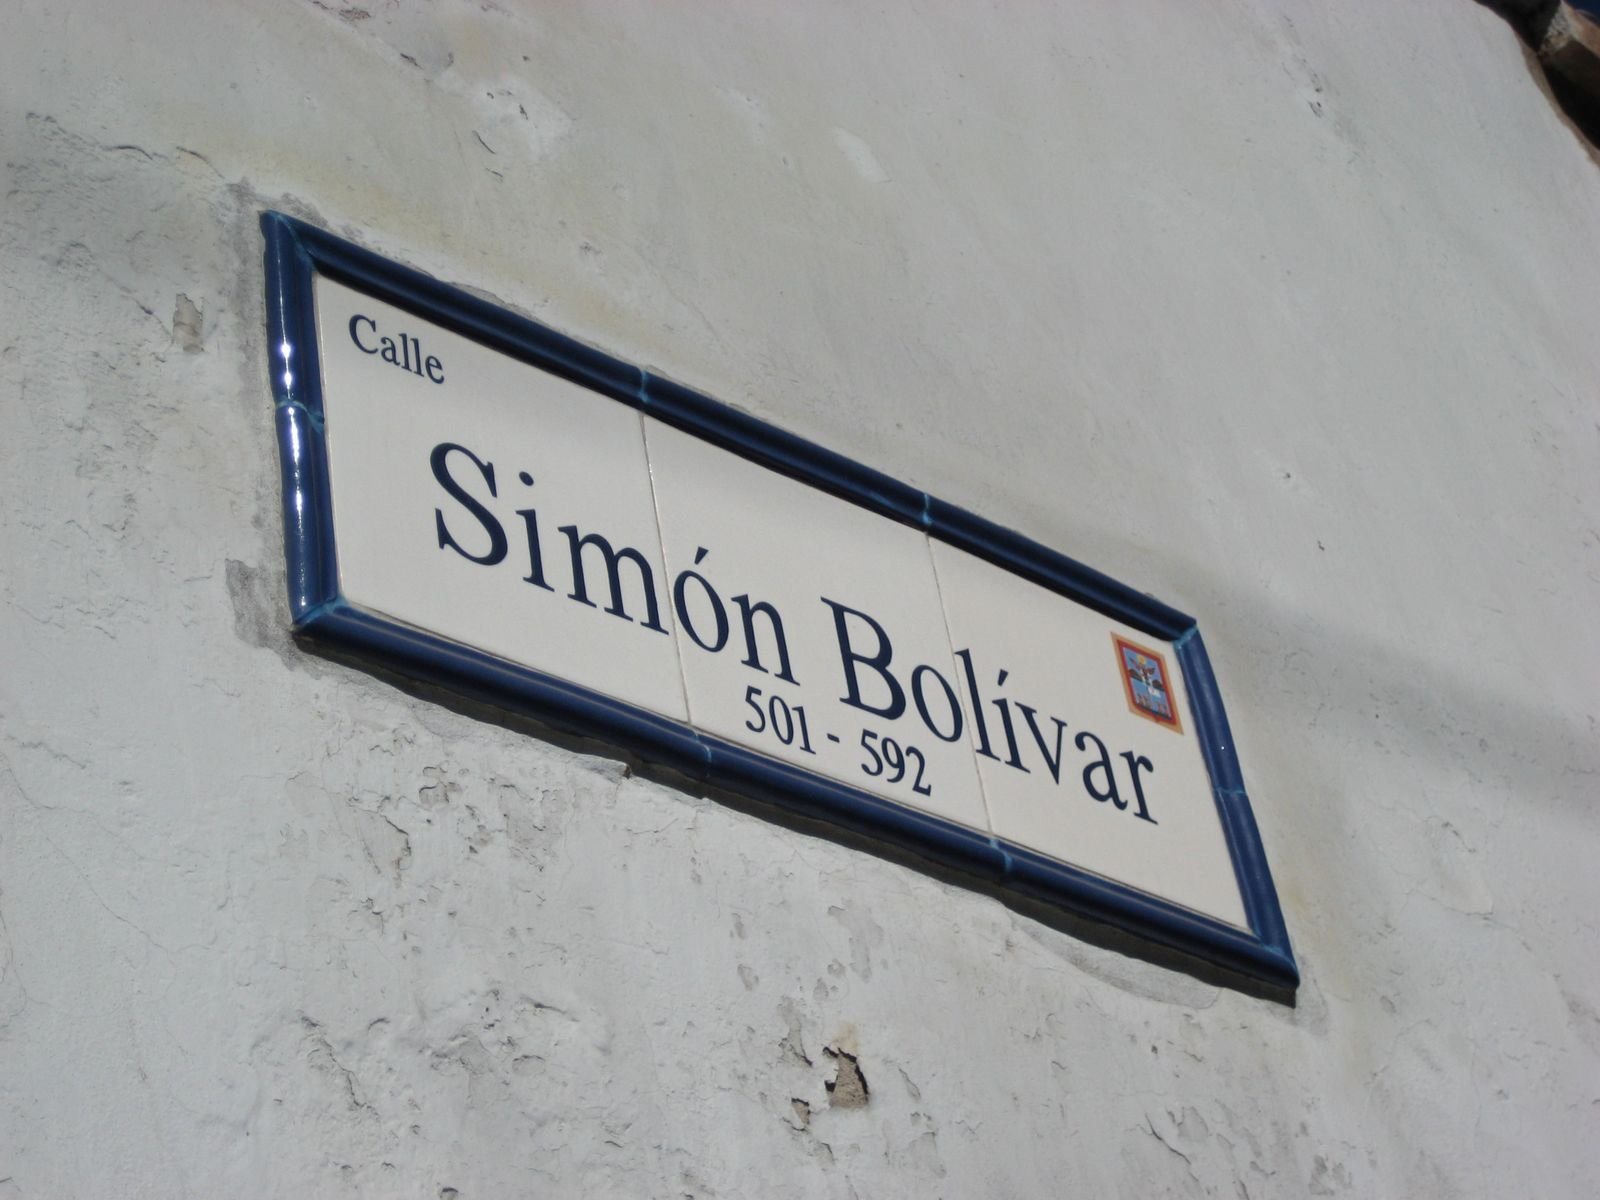 Calle
Simón Bolívar
501 - 592